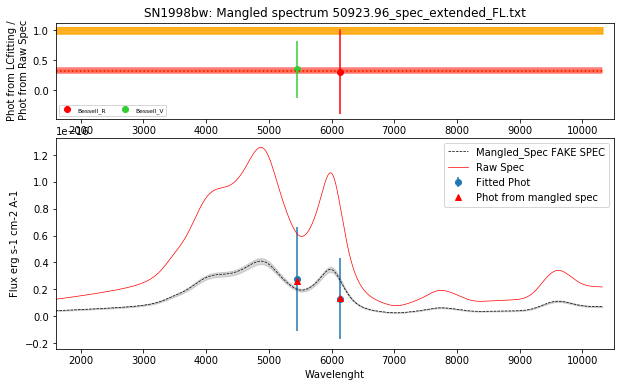 SN1998bw: Mangled spectrum 50923.96_spec_extended_FL.txt
Phot from LCfitting /
Phot from Raw Spec
1.0
0.5
0.0
Bessell_R
Bessell_V
2000 3000 4000 5000 6000 7000 8000 9000 10000
Flux erg s-1 cm-2 A-1
1.2
1.0
0.8
0.6
0.4
0.2
0.0
−0.2
Mangled_Spec FAKE SPEC
Raw Spec
Fitted Phot
Phot from mangled spec
2000 3000 4000 5000 6000 7000 8000 9000 10000
Wavelenght